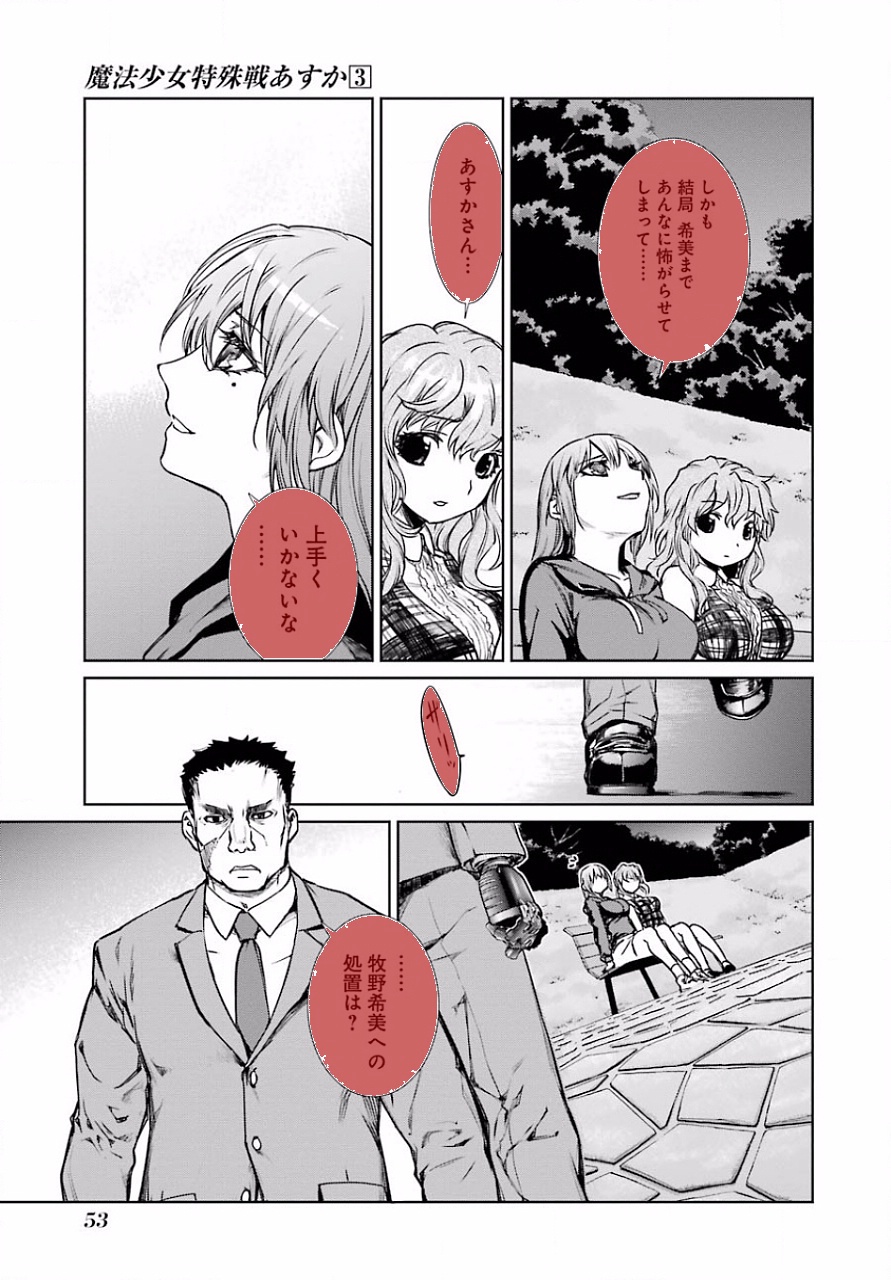 魔法少女特殊戦あすか3
しかも
結局 希美まで
あんなに怖がらせて
しまって……
あすかさん…
上手く
いかないな
……
ザリッ
……
牧野希美への
処置は?
53